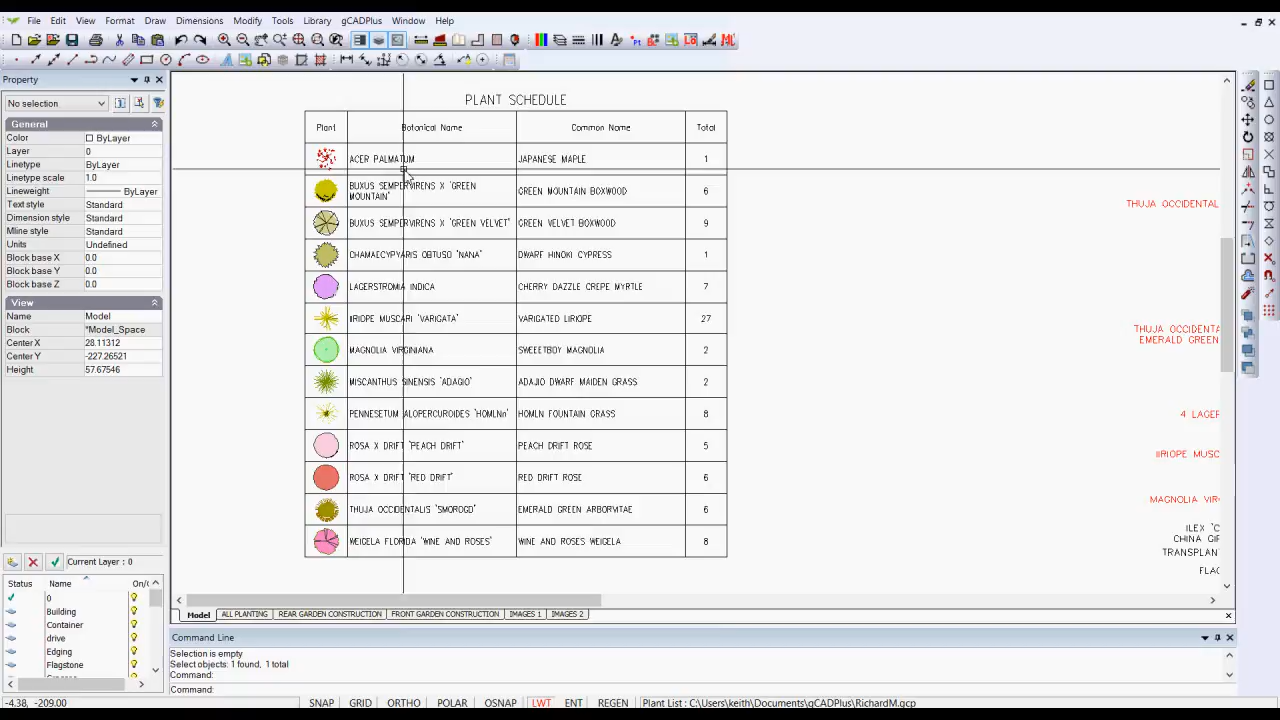 File Edit View Format Draw Dimensions Modify Tools Library gCADPlus Window Help
Property
No selection
General
Color ByLayer
Layer 0
Linetype ByLayer
Linetype scale 1.0
Lineweight ByLayer
Text style Standard
Dimension style Standard
Mline style Standard
Units Undefined
Block base X 0.0
Block base Y 0.0
Block base Z 0.0
View
Name Model
Block *Model_Space
Center X 28.11312
Center Y -227.26521
Height 57.67546
Current Layer : 0
Status Name On/(
0
Building
Container
drive
Edging
Flagstone
PLANT SCHEDULE
Plant Botanical Name Common Name Total
ACER PALMATUM JAPANESE MAPLE 1
BUXUS SEMPERVIRENS X 'GREEN
MOUNTAIN' GREEN MOUNTAIN BOXWOOD 6
BUXUS SEMPERVIRENS X 'GREEN VELVET' GREEN VELVET BOXWOOD 9
CHAMAECYPYARIS OBTUSO 'NANA' DWARF HINOKI CYPRESS 1
LAGERSTROMIA INDICA CHERRY DAZZLE CREPE MYRTLE 7
lIRIOPE MUSCARI 'VARIGATA' VARIGATED LIRIOPE 27
MAGNOLIA VIRGINIANA SWEEETBOY MAGNOLIA 2
MISCANTHUS SINENSIS 'ADAGIO' ADAJIO DWARF MAIDEN GRASS 2
PENNESETUM ALOPERCUROIDES 'HOMLNn' HOMLN FOUNTAIN GRASS 8
ROSA X DRIFT 'PEACH DRIFT' PEACH DRIFT ROSE 5
ROSA X DRIFT 'RED DRIFT' RED DRIFT ROSE 6
THUJA OCCIDENTALIS 'SMOROGD' EMERALD GREEN ARBORVITAE 6
WEIGELA FLORIDA 'WINE AND ROSES' WINE AND ROSES WEIGELA 8
THUJA OCCIDENTAL
THUJA OCCIDENTA
EMERALD GREEN
4 LAGER
lIRIOPE MUSC
MAGNOLIA VIR
ILEX 'C
CHINA GIR
TRANSPLAN
FLAG
Model ALL PLANTING REAR GARDEN CONSTRUCTION FRONT GARDEN CONSTRUCTION IMAGES 1 IMAGES 2
Command Line
Selection is empty
Select objects: 1 found, 1 total
Command:
Command:
-4.38, -209.00 SNAP GRID ORTHO POLAR OSNAP LWT ENT REGEN Plant List : C:\Users\keith\Documents\gCADPlus\RichardM.gcp